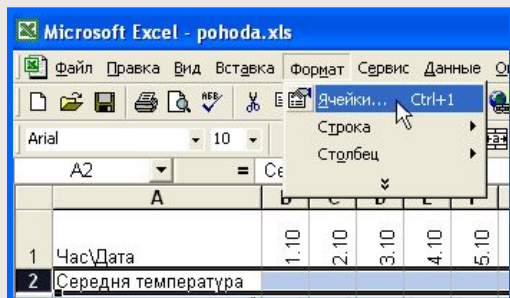 Microsoft Excel - pohoda.xls
Файл Правка Вид Вставка Формат Сервис Данные
Ячейки... Ctrl+1
Arial 10 Строка
Столбец
A2 =
A
1 Час\Дата 1.10 2.10 3.10 4.10 5.10
2 Середня температура